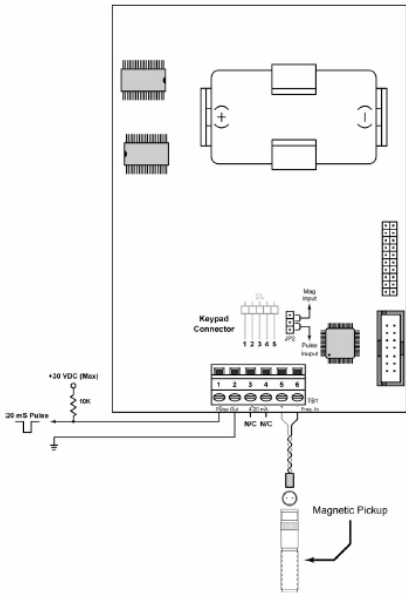 (+)
(−)
Mag
Input
Keypad
Connector
1 2 3 4 5
JP2
Pulse
Inoput
+30 VDC (Max)
10K
20 mS Pulse
1 2 3 4 5 6
TB1
Pulse Out
4-20 mA
Freq. In
N/C N/C
Magnetic Pickup